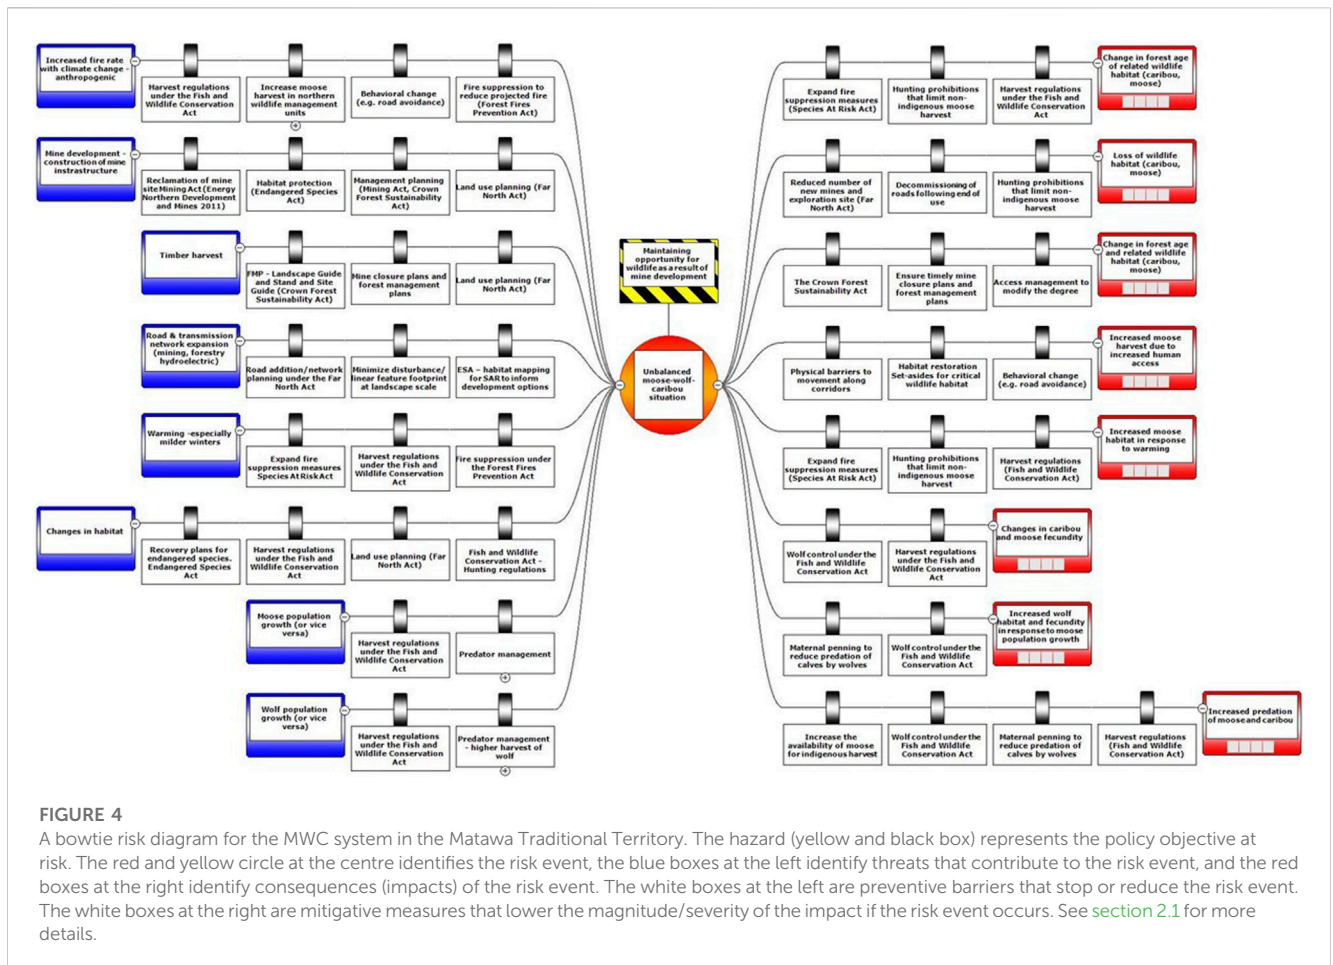 Increased fire rate
with climate change -
anthropogenic
Harvest regulations
under the Fish and
Wildlife Conservation
Act
Increase moose
harvest in northern
wildlife management
units
Behavioral change
(e.g. road avoidance)
Fire suppression to
reduce projected fire
(Forest Fires
Prevention Act)
Mine development -
construction of mine
instrastructure
Reclamation of mine
site Mining Act (Energy
Northern Development
and Mines 2011)
Habitat protection
(Endangered Species
Act)
Management planning
(Mining Act, Crown
Forest Sustainability
Act)
Land use planning (Far
North Act)
Timber harvest
FMP - Landscape Guide
and Stand and Site
Guide (Crown Forest
Sustainability Act)
Mine closure plans and
forest management
plans
Land use planning (Far
North Act)
Road & transmission
network expansion
(mining, forestry
hydroelectric)
Road addition/network
planning under the Far
North Act
Minimize disturbance/
linear feature footprint
at landscape scale
ESA - habitat mapping
for SAR to inform
development options
Warming -especially
milder winters
Expand fire
suppression measures
Species At Risk Act
Harvest regulations
under the Fish and
Wildlife Conservation
Act
Fire suppression under
the Forest Fires
Prevention Act
Changes in habitat
Recovery plans for
endangered species.
Endangered Species
Act
Harvest regulations
under the Fish and
Wildlife Conservation
Act
Land use planning (Far
North Act)
Fish and Wildlife
Conservation Act -
Hunting regulations
Moose population
growth (or vice
versa)
Harvest regulations
under the Fish and
Wildlife Conservation
Act
Predator management
Wolf population
growth (or vice
versa)
Harvest regulations
under the Fish and
Wildlife Conservation
Act
Predator management
- higher harvest of
wolf
Maintaining
opportunity for
wildlife as a result of
mine development
Unbalanced
moose-wolf-
caribou
situation
Expand fire
suppression measures
(Species At Risk Act)
Hunting prohibitions
that limit non-
indigenous moose
harvest
Harvest regulations
under the Fish and
Wildlife Conservation
Act
Change in forest age
of related wildlife
habitat (caribou,
moose)
Reduced number of
new mines and
exploration site (Far
North Act)
Decommissioning of
roads following end of
use
Hunting prohibitions
that limit non-
indigenous moose
harvest
Loss of wildlife
habitat (caribou,
moose)
The Crown Forest
Sustainability Act
Ensure timely mine
closure plans and
forest management
plans
Access management to
modify the degree
Change in forest age
and related wildlife
habitat (caribou,
moose)
Physical barriers to
movement along
corridors
Habitat restoration
Set-asides for critical
wildlife habitat
Behavioral change
(e.g. road avoidance)
Increased moose
harvest due to
increased human
access
Expand fire
suppression measures
(Species At Risk Act)
Hunting prohibitions
that limit non-
indigenous moose
harvest
Harvest regulations
(Fish and Wildlife
Conservation Act)
Increased moose
habitat in response
to warming
Wolf control under the
Fish and Wildlife
Conservation Act
Harvest regulations
under the Fish and
Wildlife Conservation
Act
Changes in caribou
and moose fecundity
Maternal penning to
reduce predation of
calves by wolves
Wolf control under the
Fish and Wildlife
Conservation Act
Increased wolf
habitat and fecundity
in response to moose
population growth
Increase the
availability of moose
for indigenous harvest
Wolf control under the
Fish and Wildlife
Conservation Act
Maternal penning to
reduce predation of
calves by wolves
Harvest regulations
(Fish and Wildlife
Conservation Act)
Increased predation
of moose and caribou
FIGURE 4
A bowtie risk diagram for the MWC system in the Matawa Traditional Territory. The hazard (yellow and black box) represents the policy objective at
risk. The red and yellow circle at the centre identifies the risk event, the blue boxes at the left identify threats that contribute to the risk event, and the red
boxes at the right identify consequences (impacts) of the risk event. The white boxes at the left are preventive barriers that stop or reduce the risk event.
The white boxes at the right are mitigative measures that lower the magnitude/severity of the impact if the risk event occurs. See section 2.1 for more
details.